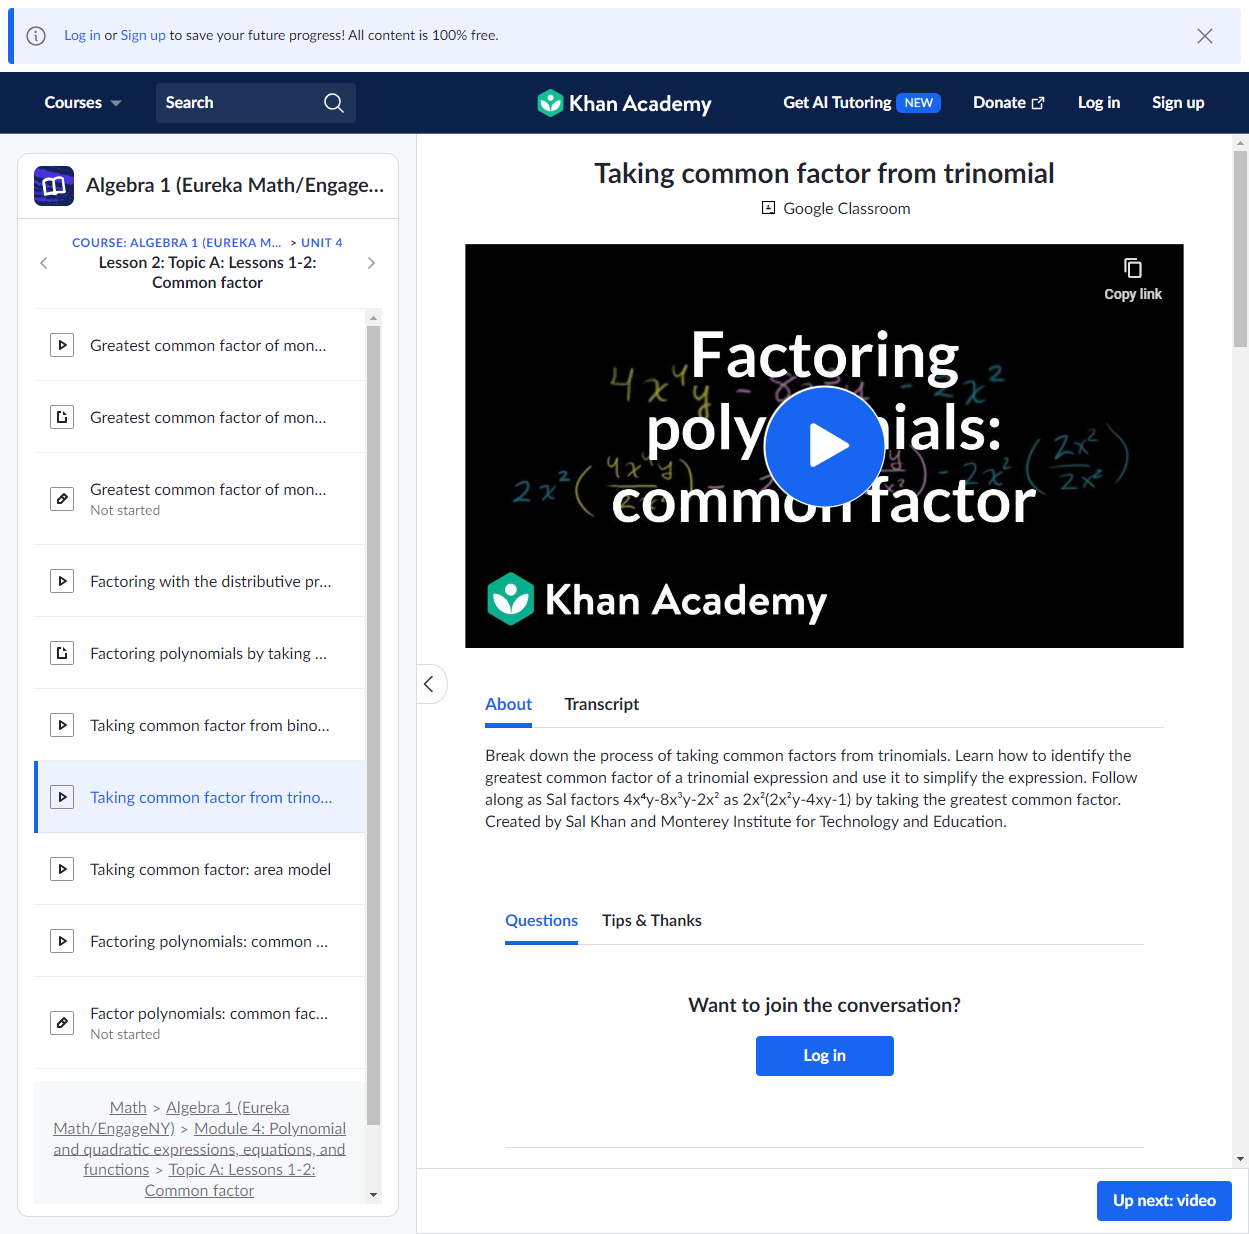 Log in or Sign up to save your future progress! All content is 100% free.
Courses
Search
Khan Academy
Get AI Tutoring NEW
Donate
Log in
Sign up
Algebra 1 (Eureka Math/Engage...
COURSE: ALGEBRA 1 (EUREKA M... > UNIT 4
Lesson 2: Topic A: Lessons 1-2:
Common factor
Greatest common factor of mon...
Greatest common factor of mon...
Greatest common factor of mon...
Not started
Factoring with the distributive pr...
Factoring polynomials by taking ...
Taking common factor from bino...
Taking common factor from trino...
Taking common factor: area model
Factoring polynomials: common ...
Factor polynomials: common fac...
Not started
Math > Algebra 1 (Eureka
Math/EngageNY) > Module 4: Polynomial
and quadratic expressions, equations, and
functions > Topic A: Lessons 1-2:
Common factor
Taking common factor from trinomial
Google Classroom
Copy link
Factoring
polynomials:
common factor
Khan Academy
About
Transcript
Break down the process of taking common factors from trinomials. Learn how to identify the
greatest common factor of a trinomial expression and use it to simplify the expression. Follow
along as Sal factors 4x⁴y-8x³y-2x² as 2x²(2x²y-4xy-1) by taking the greatest common factor.
Created by Sal Khan and Monterey Institute for Technology and Education.
Questions
Tips & Thanks
Want to join the conversation?
Log in
Up next: video